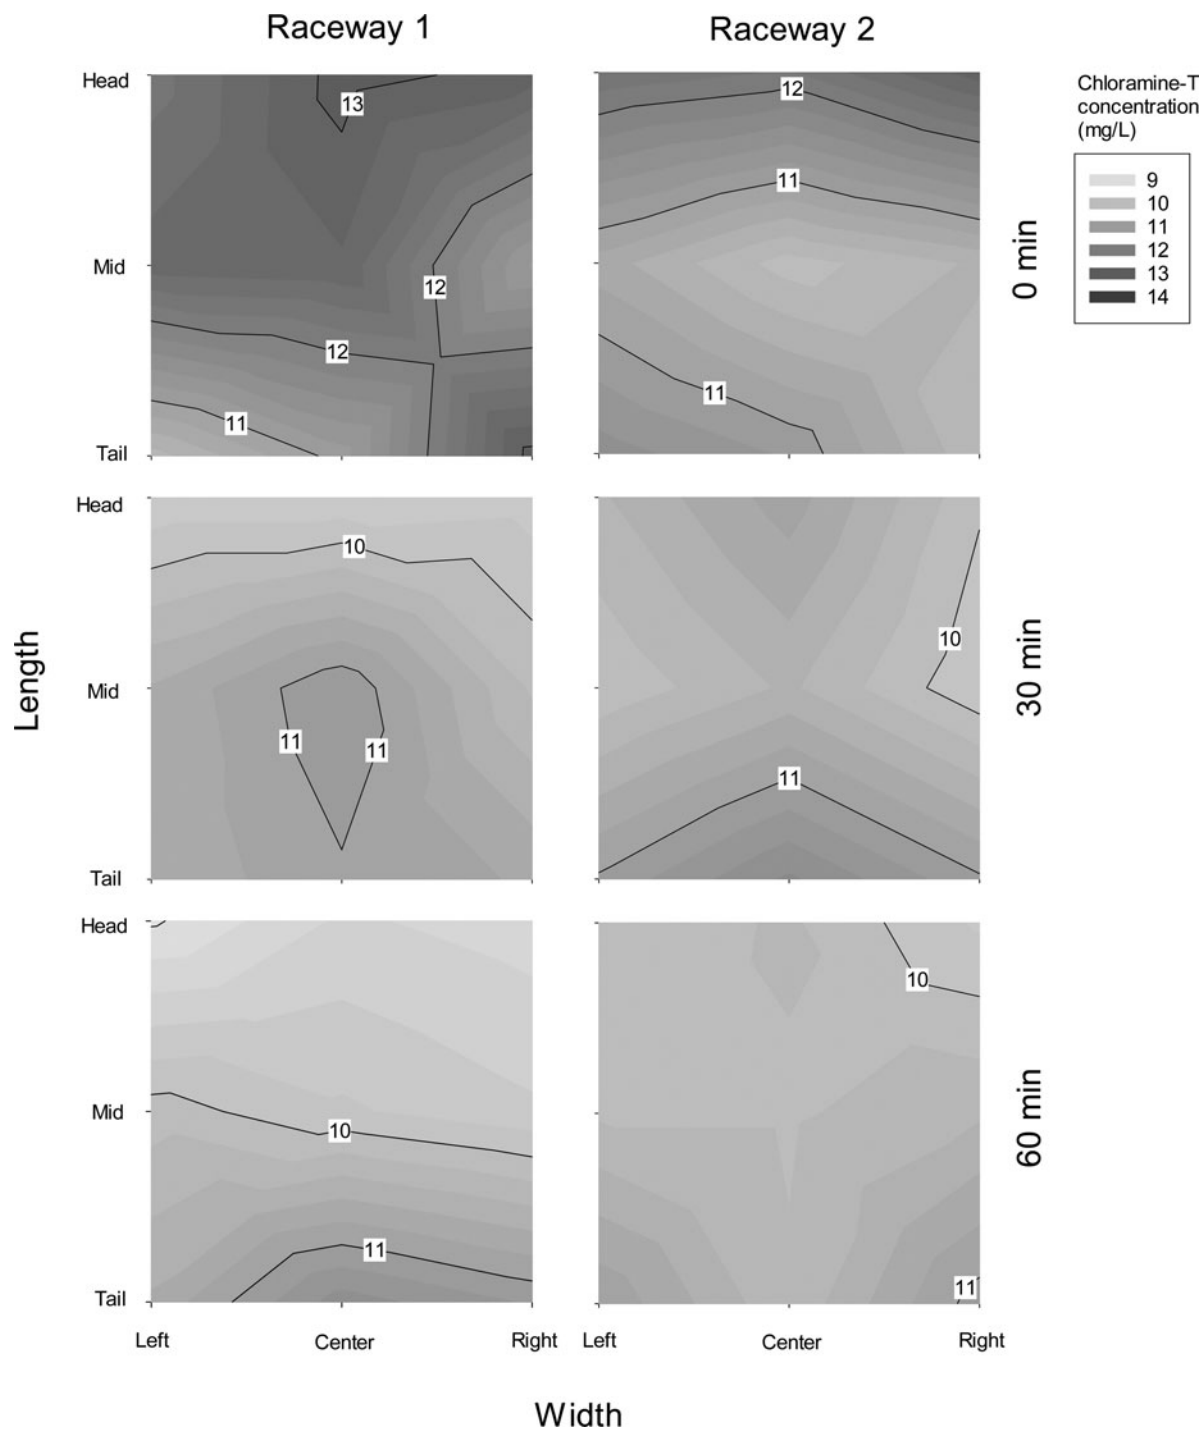 Raceway 1
Raceway 2
Head
Mid
Tail
13
12
12
11
12
11
11
0 min
Chloramine-T
concentration
(mg/L)
9
10
11
12
13
14
Length
Head
Mid
Tail
10
11
11
10
11
30 min
Head
Mid
Tail
10
11
10
11
60 min
Left
Center
Right
Left
Center
Right
Width